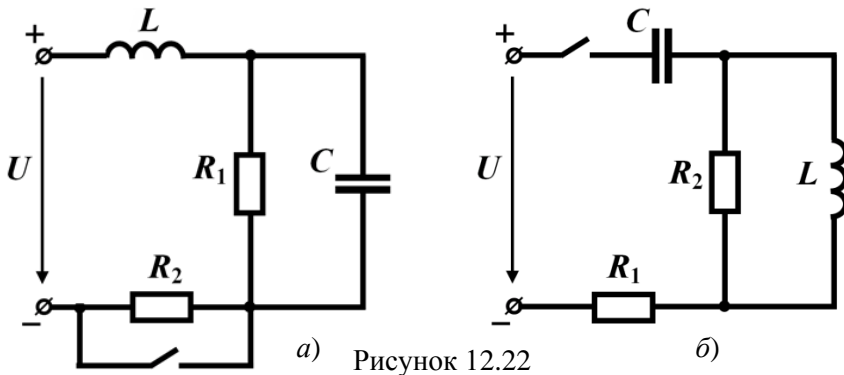 + L
U R₁ C
R₂
−
а)
+ C
U R₂ L
R₁
−
б)
Рисунок 12.22